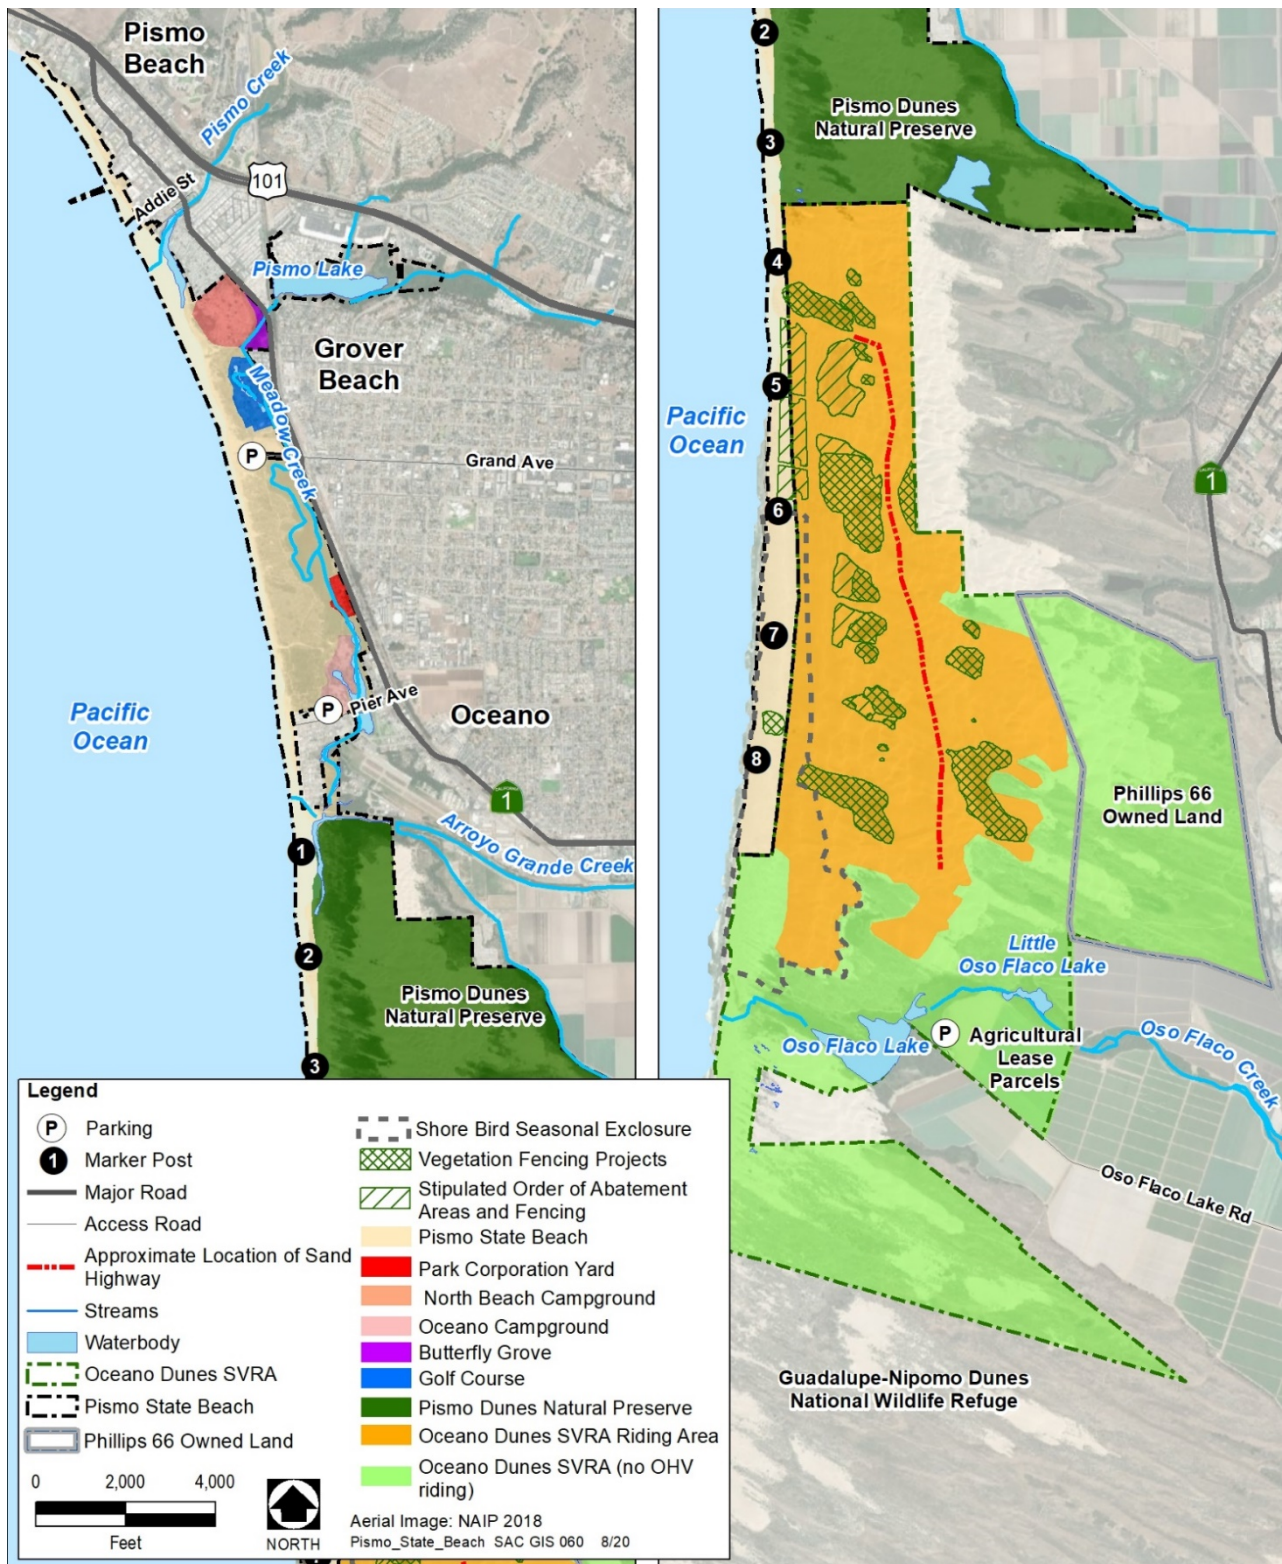 Pismo
Beach
Pismo Creek
101
Addie St
Pismo Lake
Grover
Beach
Meadow Creek
P
Grand Ave
Pier Ave
P
Oceano
Pacific
Ocean
1
Arroyo Grande Creek
1
2
Pismo Dunes
Natural Preserve
3
2
Pismo Dunes
Natural Preserve
3
4
5
Pacific
Ocean
1
6
7
8
Phillips 66
Owned Land
Little
Oso Flaco Lake
Oso Flaco Lake
P
Agricultural
Lease
Parcels
Oso Flaco Creek
Oso Flaco Lake Rd
Guadalupe-Nipomo Dunes
National Wildlife Refuge
Legend
P Parking
1 Marker Post
Major Road
Access Road
Approximate Location of Sand
Highway
Streams
Waterbody
Oceano Dunes SVRA
Pismo State Beach
Phillips 66 Owned Land
0 2,000 4,000
Feet
NORTH
Shore Bird Seasonal Exclosure
Vegetation Fencing Projects
Stipulated Order of Abatement
Areas and Fencing
Pismo State Beach
Park Corporation Yard
North Beach Campground
Oceano Campground
Butterfly Grove
Golf Course
Pismo Dunes Natural Preserve
Oceano Dunes SVRA Riding Area
Oceano Dunes SVRA (no OHV
riding)
Aerial Image: NAIP 2018
Pismo_State_Beach SAC GIS 060 8/20